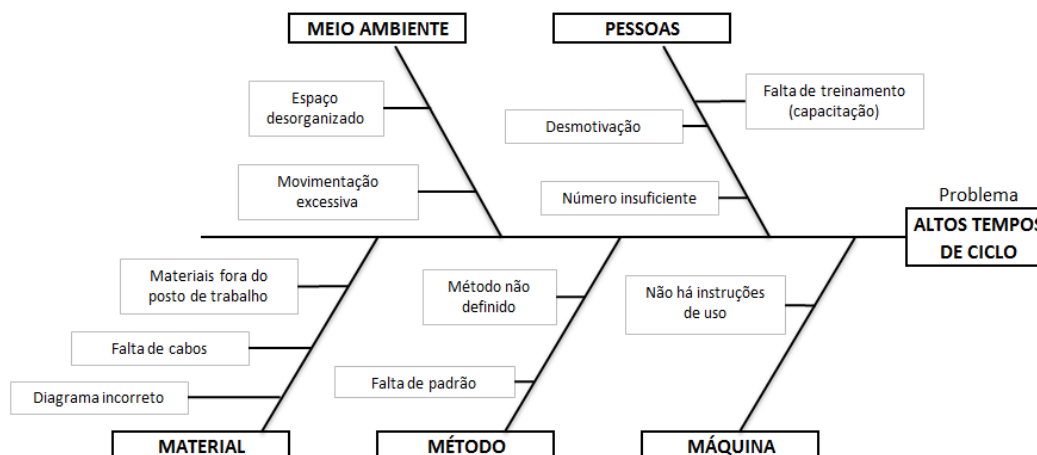 MEIO AMBIENTE
PESSOAS
Espaço
desorganizado
Falta de treinamento
(capacitação)
Desmotivação
Movimentação
excessiva
Número insuficiente
Problema
ALTOS TEMPOS
DE CICLO
Materiais fora do
posto de trabalho
Método não
definido
Não há instruções
de uso
Falta de cabos
Falta de padrão
Diagrama incorreto
MATERIAL
MÉTODO
MÁQUINA